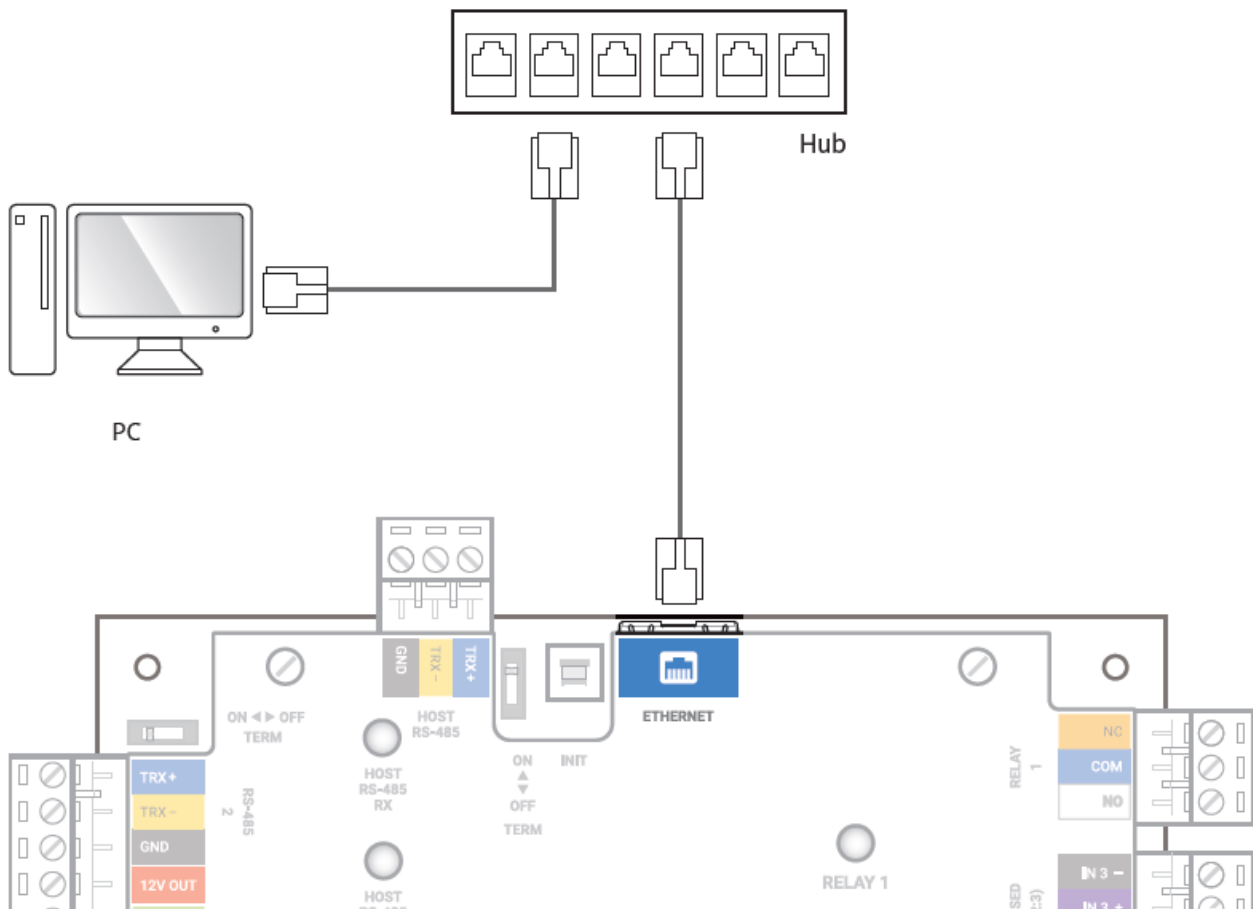 Hub
PC
GND
TRX –
TRX +
ETHERNET
ON ◀ ▶ OFF
TERM
HOST
RS-485
NC
TRX +
HOST
RS-485
RX
ON
▲
▼
OFF
TERM
INIT
RELAY
1
COM
TRX –
RS-485
2
NO
GND
12V OUT
HOST
RELAY 1
IN 3 –
IN 3 +